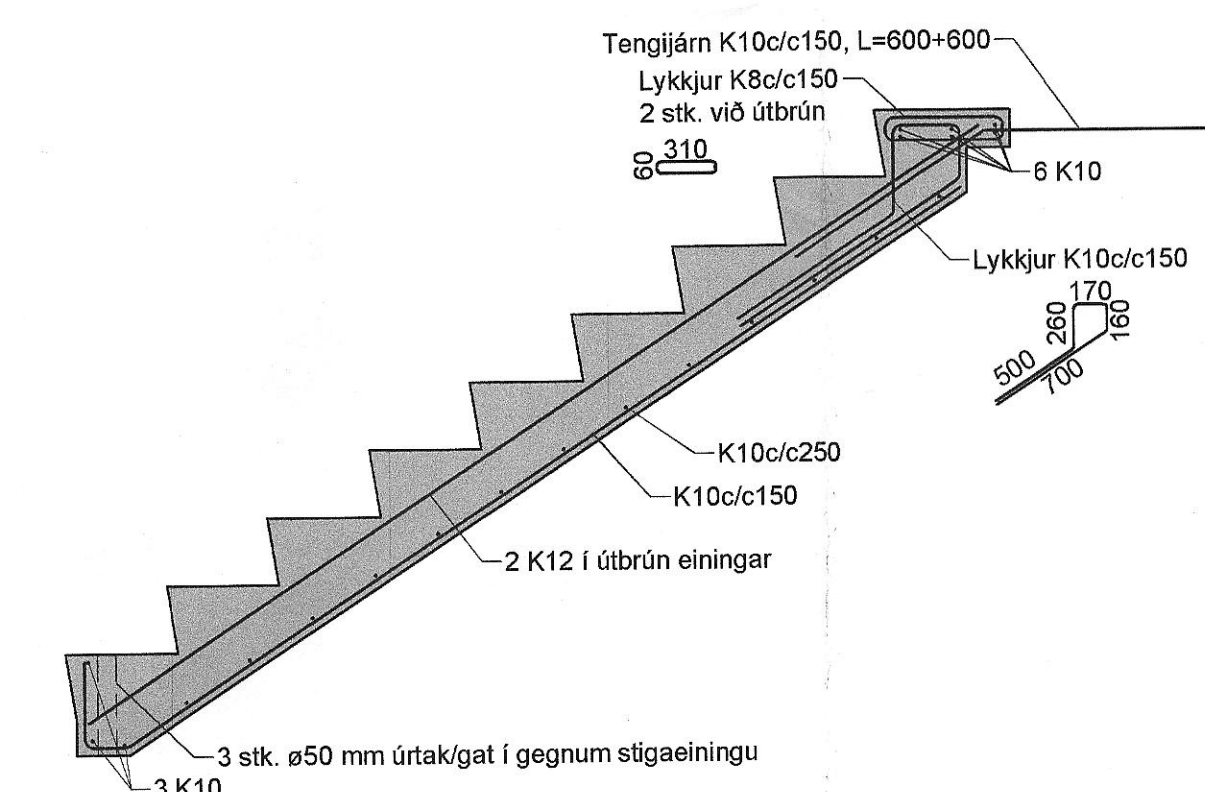 Tengijárn K10c/c150, L=600+600
Lykkjur K8c/c150
2 stk. við útbrún
60
310
6 K10
Lykkjur K10c/c150
170
260
160
500
700
K10c/c250
K10c/c150
2 K12 í útbrún einingar
3 stk. ø50 mm úrtak/gat í gegnum stigaeiningu
3 K10